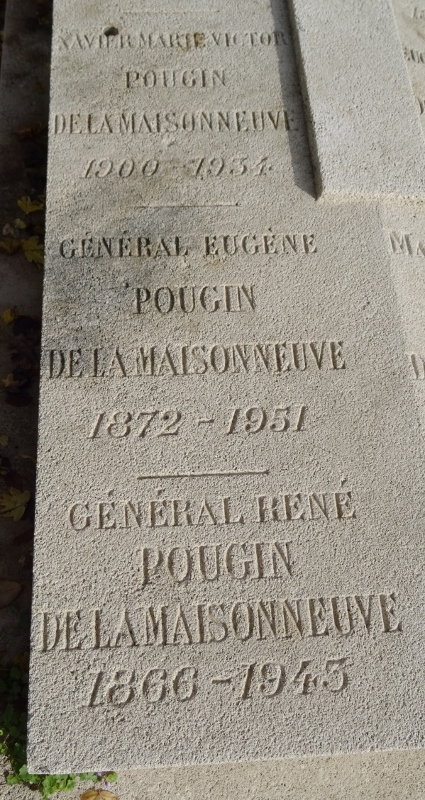 XAVIER MARIE VICTOR
POUGIN
DE LA MAISONNEUVE
1900 - 1934
GÉNÉRAL EUGÈNE
POUGIN
DE LA MAISONNEUVE
1872 - 1951
GÉNÉRAL RENÉ
POUGIN
DE LA MAISONNEUVE
1866 - 1943